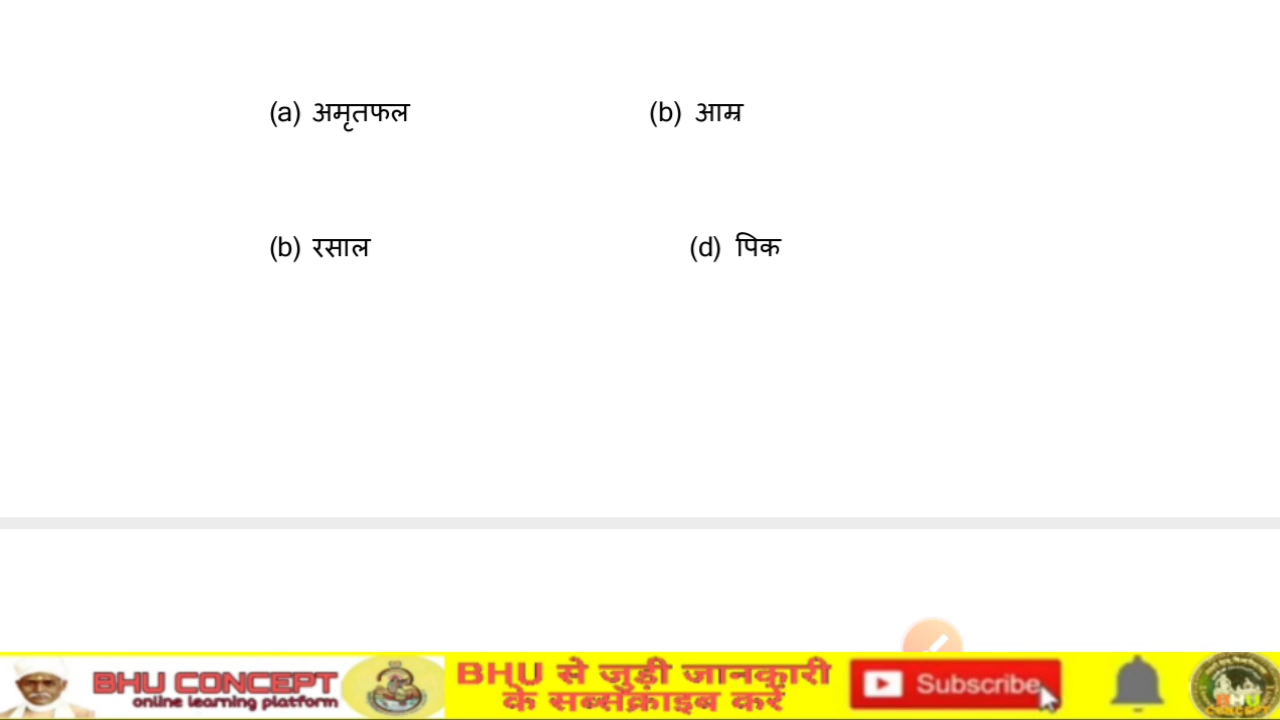 (a) अमृतफल (b) आम्र
(b) रसाल (d) पिक
BHU CONCEPT
online learning platform
BHU से जुड़ी जानकारी
के सब्सक्राइब करें
Subscribe